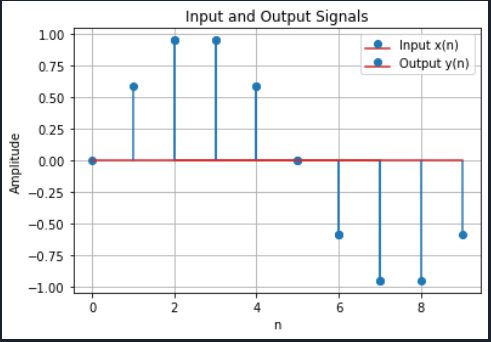 Input and Output Signals
Input x(n)
Output y(n)
Amplitude
1.00
0.75
0.50
0.25
0.00
−0.25
−0.50
−0.75
−1.00
0 2 4 6 8
n